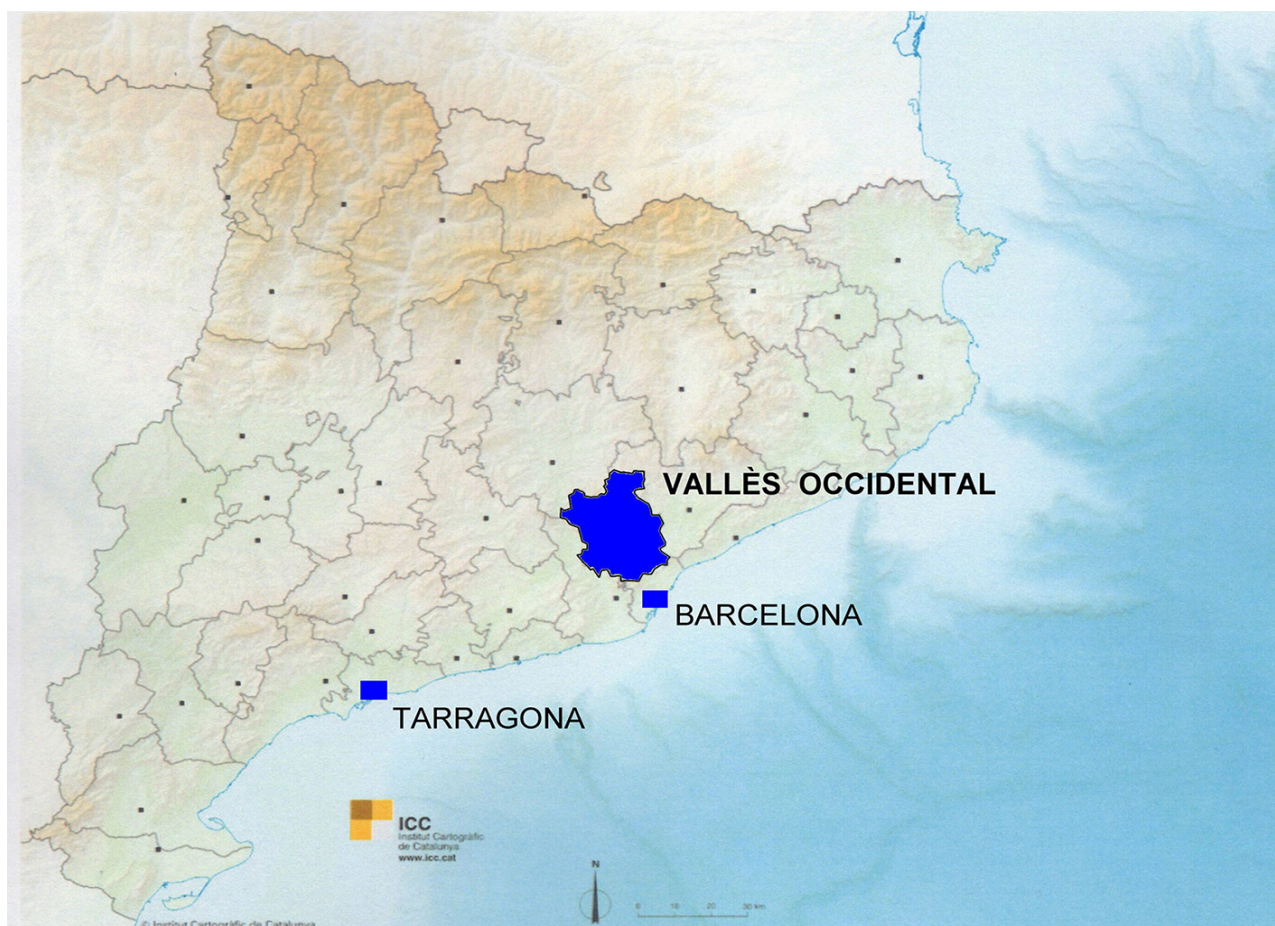 VALLÈS OCCIDENTAL
BARCELONA
TARRAGONA
ICC
Institut Cartogràfic
de Catalunya
www.icc.cat
N
0 10 20 30 km
© Institut Cartogràfic de Catalunya